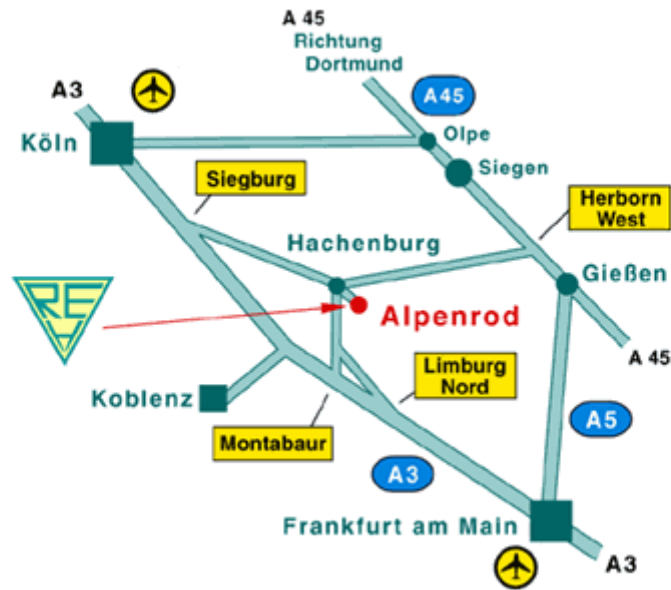 A 45
Richtung
Dortmund
A3
A45
Köln
Olpe
Siegen
Siegburg
Herborn
West
Hachenburg
Gießen
REA
Alpenrod
A 45
Limburg
Nord
Koblenz
A5
Montabaur
A3
Frankfurt am Main
A3